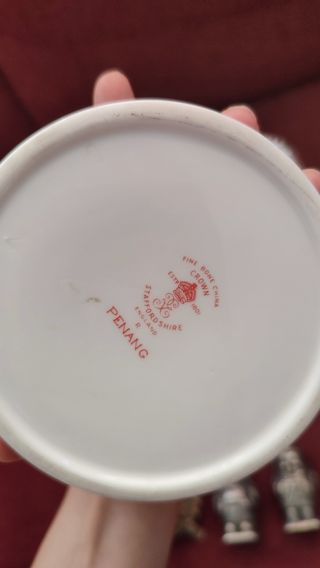 FINE BONE CHINA
CROWN
ESTD 1801
STAFFORDSHIRE
ENGLAND
R
PENANG